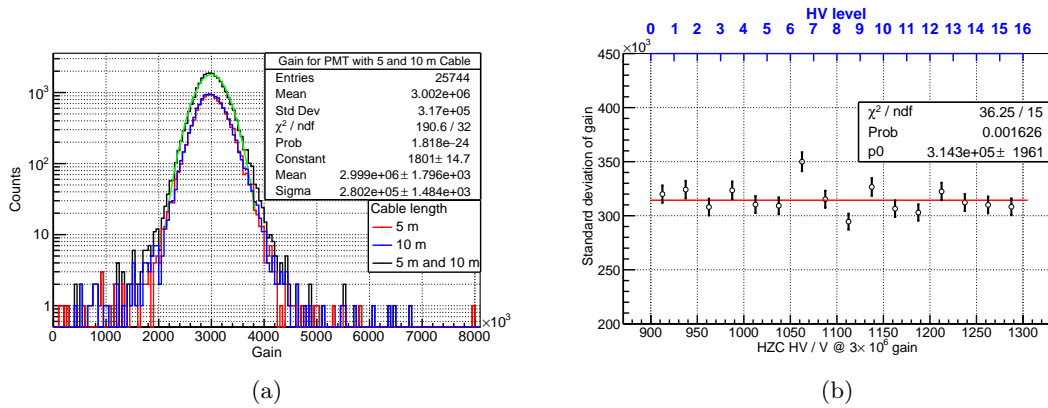 Gain for PMT with 5 and 10 m Cable
Entries 25744
Mean 3.002e+06
Std Dev 3.17e+05
χ² / ndf 190.6 / 32
Prob 1.818e−24
Constant 1801± 14.7
Mean 2.999e+06 ± 1.796e+03
Sigma 2.802e+05 ± 1.484e+03
Cable length
5 m
10 m
5 m and 10 m
Counts
10³
10²
10
1
0 1000 2000 3000 4000 5000 6000 7000 8000
×10³
Gain
(a)
HV level
0 1 2 3 4 5 6 7 8 9 10 11 12 13 14 15 16
×10³
450
400
350
300
250
200
Standard deviation of gain
χ² / ndf 36.25 / 15
Prob 0.001626
p0 3.143e+05 ± 1961
900 950 1000 1050 1100 1150 1200 1250 1300
HZC HV / V @ 3× 10⁶ gain
(b)